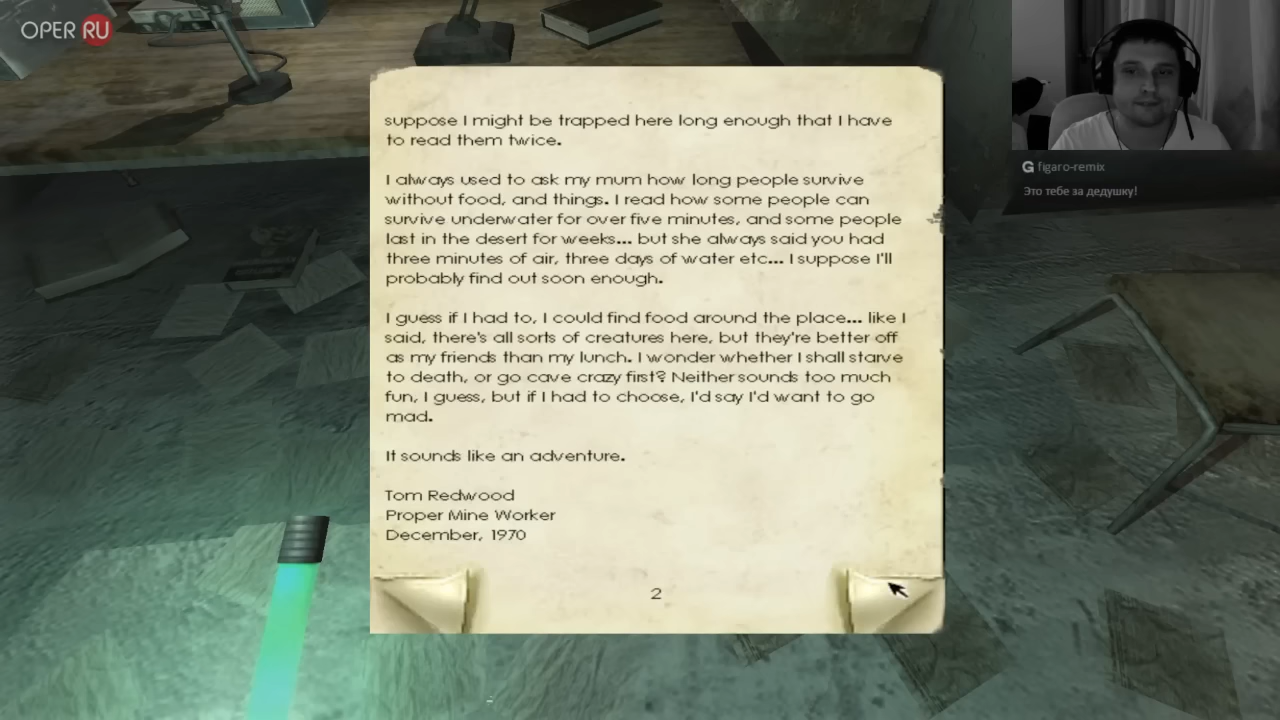 OPER RU
suppose I might be trapped here long enough that I have
to read them twice.
I always used to ask my mum how long people survive
without food, and things. I read how some people can
survive underwater for over five minutes, and some people
last in the desert for weeks... but she always said you had
three minutes of air, three days of water etc... I suppose I'll
probably find out soon enough.
I guess if I had to, I could find food around the place... like I
said, there's all sorts of creatures here, but they're better off
as my friends than my lunch. I wonder whether I shall starve
to death, or go cave crazy first? Neither sounds too much
fun, I guess, but if I had to choose, I'd say I'd want to go
mad.
It sounds like an adventure.
Tom Redwood
Proper Mine Worker
December, 1970
2
G figaro-remix
Это тебе за дедушку!